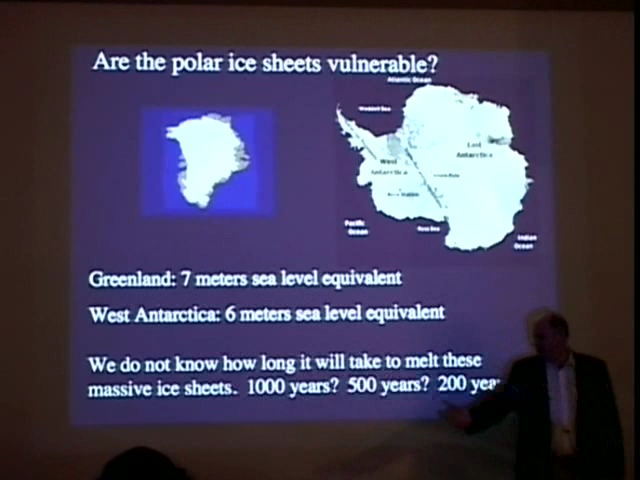 Are the polar ice sheets vulnerable?
Atlantic Ocean
Weddell Sea
East
Antarctica
West
Antarctica
Pacific
Ocean
Ross Sea
Indian
Ocean
Greenland: 7 meters sea level equivalent
West Antarctica: 6 meters sea level equivalent
We do not know how long it will take to melt these
massive ice sheets. 1000 years? 500 years? 200 yea